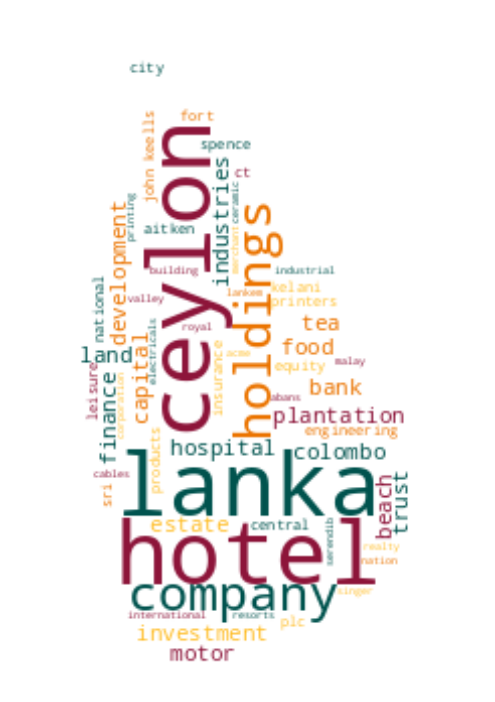 city
fort
john keells
spence
ceylon
ct
industries
ceramic
printing
aitken
merchant
development
holdings
building
industrial
national
kelani
lankem
valley
printers
royal
tea
electricals
land
capital
food
acme
insurance
malay
equity
leisure
finance
corporation
bank
abans
plantation
products
engineering
hospital
colombo
lanka
cables
sri
beach
trust
estate
central
serendib
hotel
realty
nation
company
singer
international
resorts
plc
investment
motor